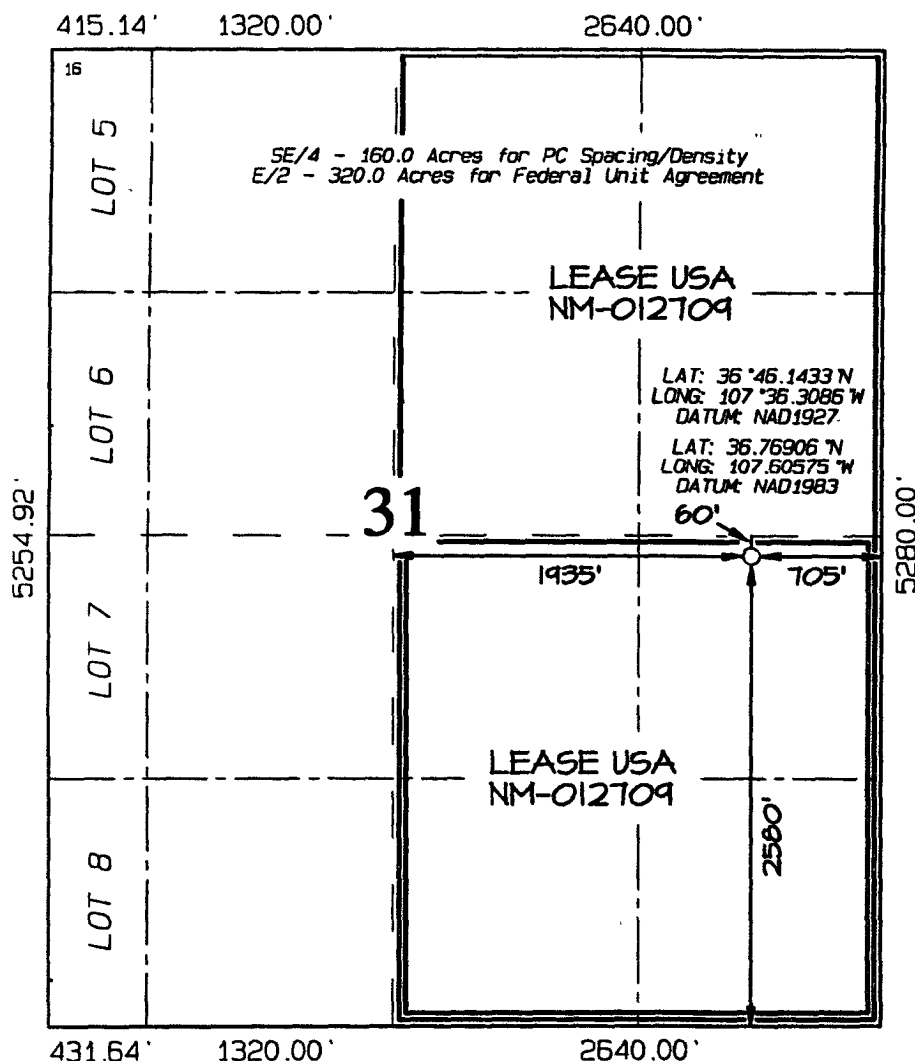 415.14' 1320.00' 2640.00'
16
LOT 5
SE/4 - 160.0 Acres for PC Spacing/Density
E/2 - 320.0 Acres for Federal Unit Agreement
LEASE USA
NM-012709
LOT 6
LAT: 36°46.1433'N
LONG: 107°36.3086'W
DATUM: NAD1927
LAT: 36.76906°N
LONG: 107.60575°W
DATUM: NAD1983
31
60'
5254.92'
5280.00'
1935' 705'
LOT 7
LEASE USA
NM-012709
2580'
LOT 8
431.64' 1320.00' 2640.00'